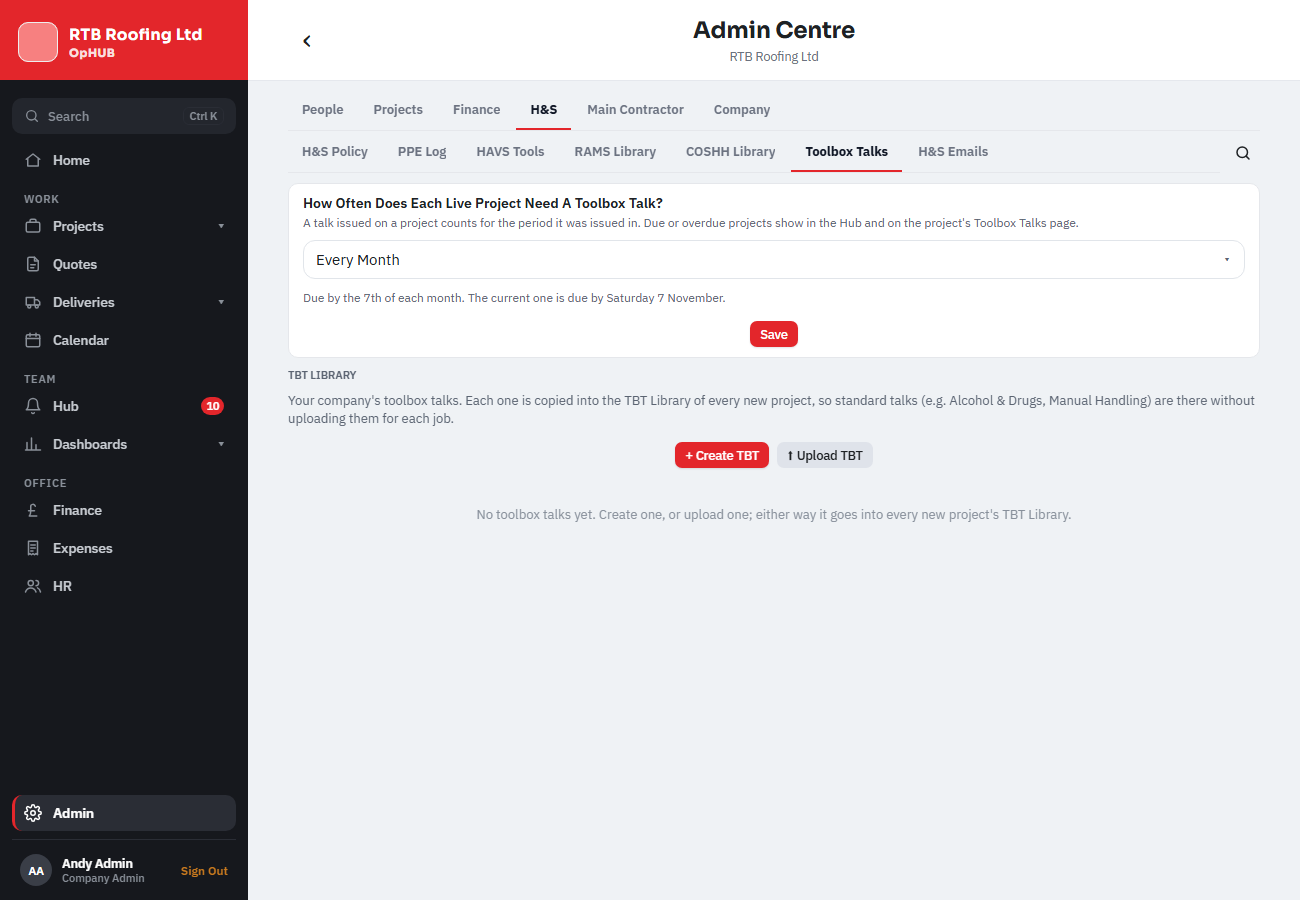 RTB Roofing Ltd
OpHUB
Search
Ctrl K
Home
WORK
Projects
Quotes
Deliveries
Calendar
TEAM
Hub
10
Dashboards
OFFICE
Finance
Expenses
HR
Admin
AA
Andy Admin
Company Admin
Sign Out
Admin Centre
RTB Roofing Ltd
People Projects Finance H&S Main Contractor Company
H&S Policy PPE Log HAVS Tools RAMS Library COSHH Library Toolbox Talks H&S Emails
How Often Does Each Live Project Need A Toolbox Talk?
A talk issued on a project counts for the period it was issued in. Due or overdue projects show in the Hub and on the project's Toolbox Talks page.
Every Month
Due by the 7th of each month. The current one is due by Saturday 7 November.
Save
TBT LIBRARY
Your company's toolbox talks. Each one is copied into the TBT Library of every new project, so standard talks (e.g. Alcohol & Drugs, Manual Handling) are there without
uploading them for each job.
+ Create TBT
⬆ Upload TBT
No toolbox talks yet. Create one, or upload one; either way it goes into every new project's TBT Library.